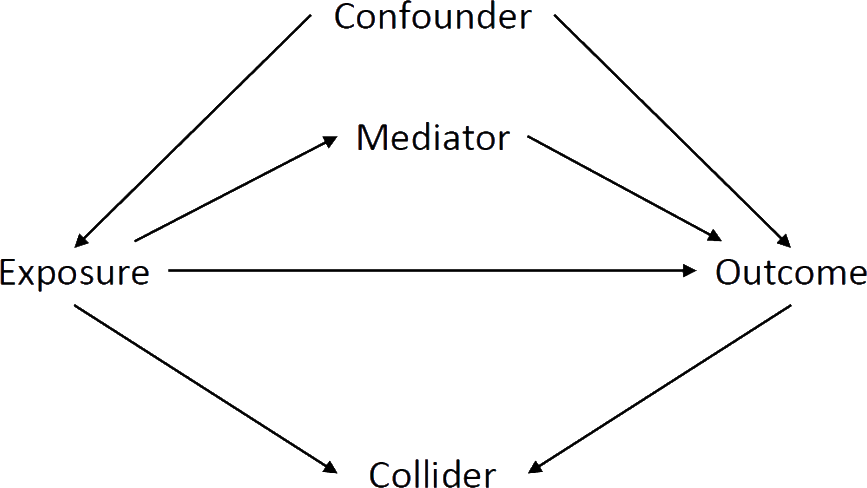 Confounder
Mediator
Exposure
Outcome
Collider